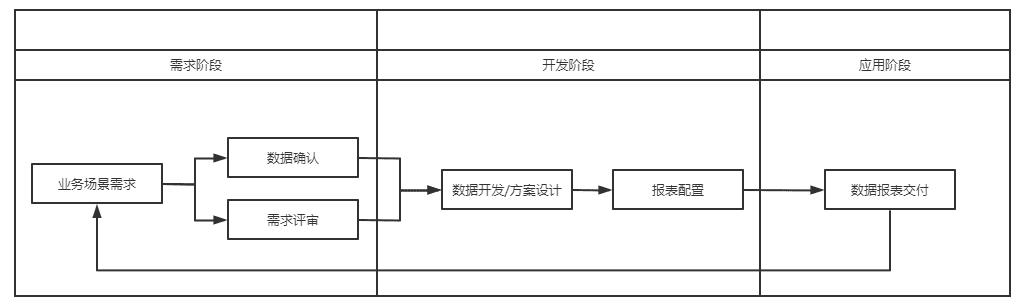 需求阶段
开发阶段
应用阶段
业务场景需求
数据确认
需求评审
数据开发/方案设计
报表配置
数据报表交付